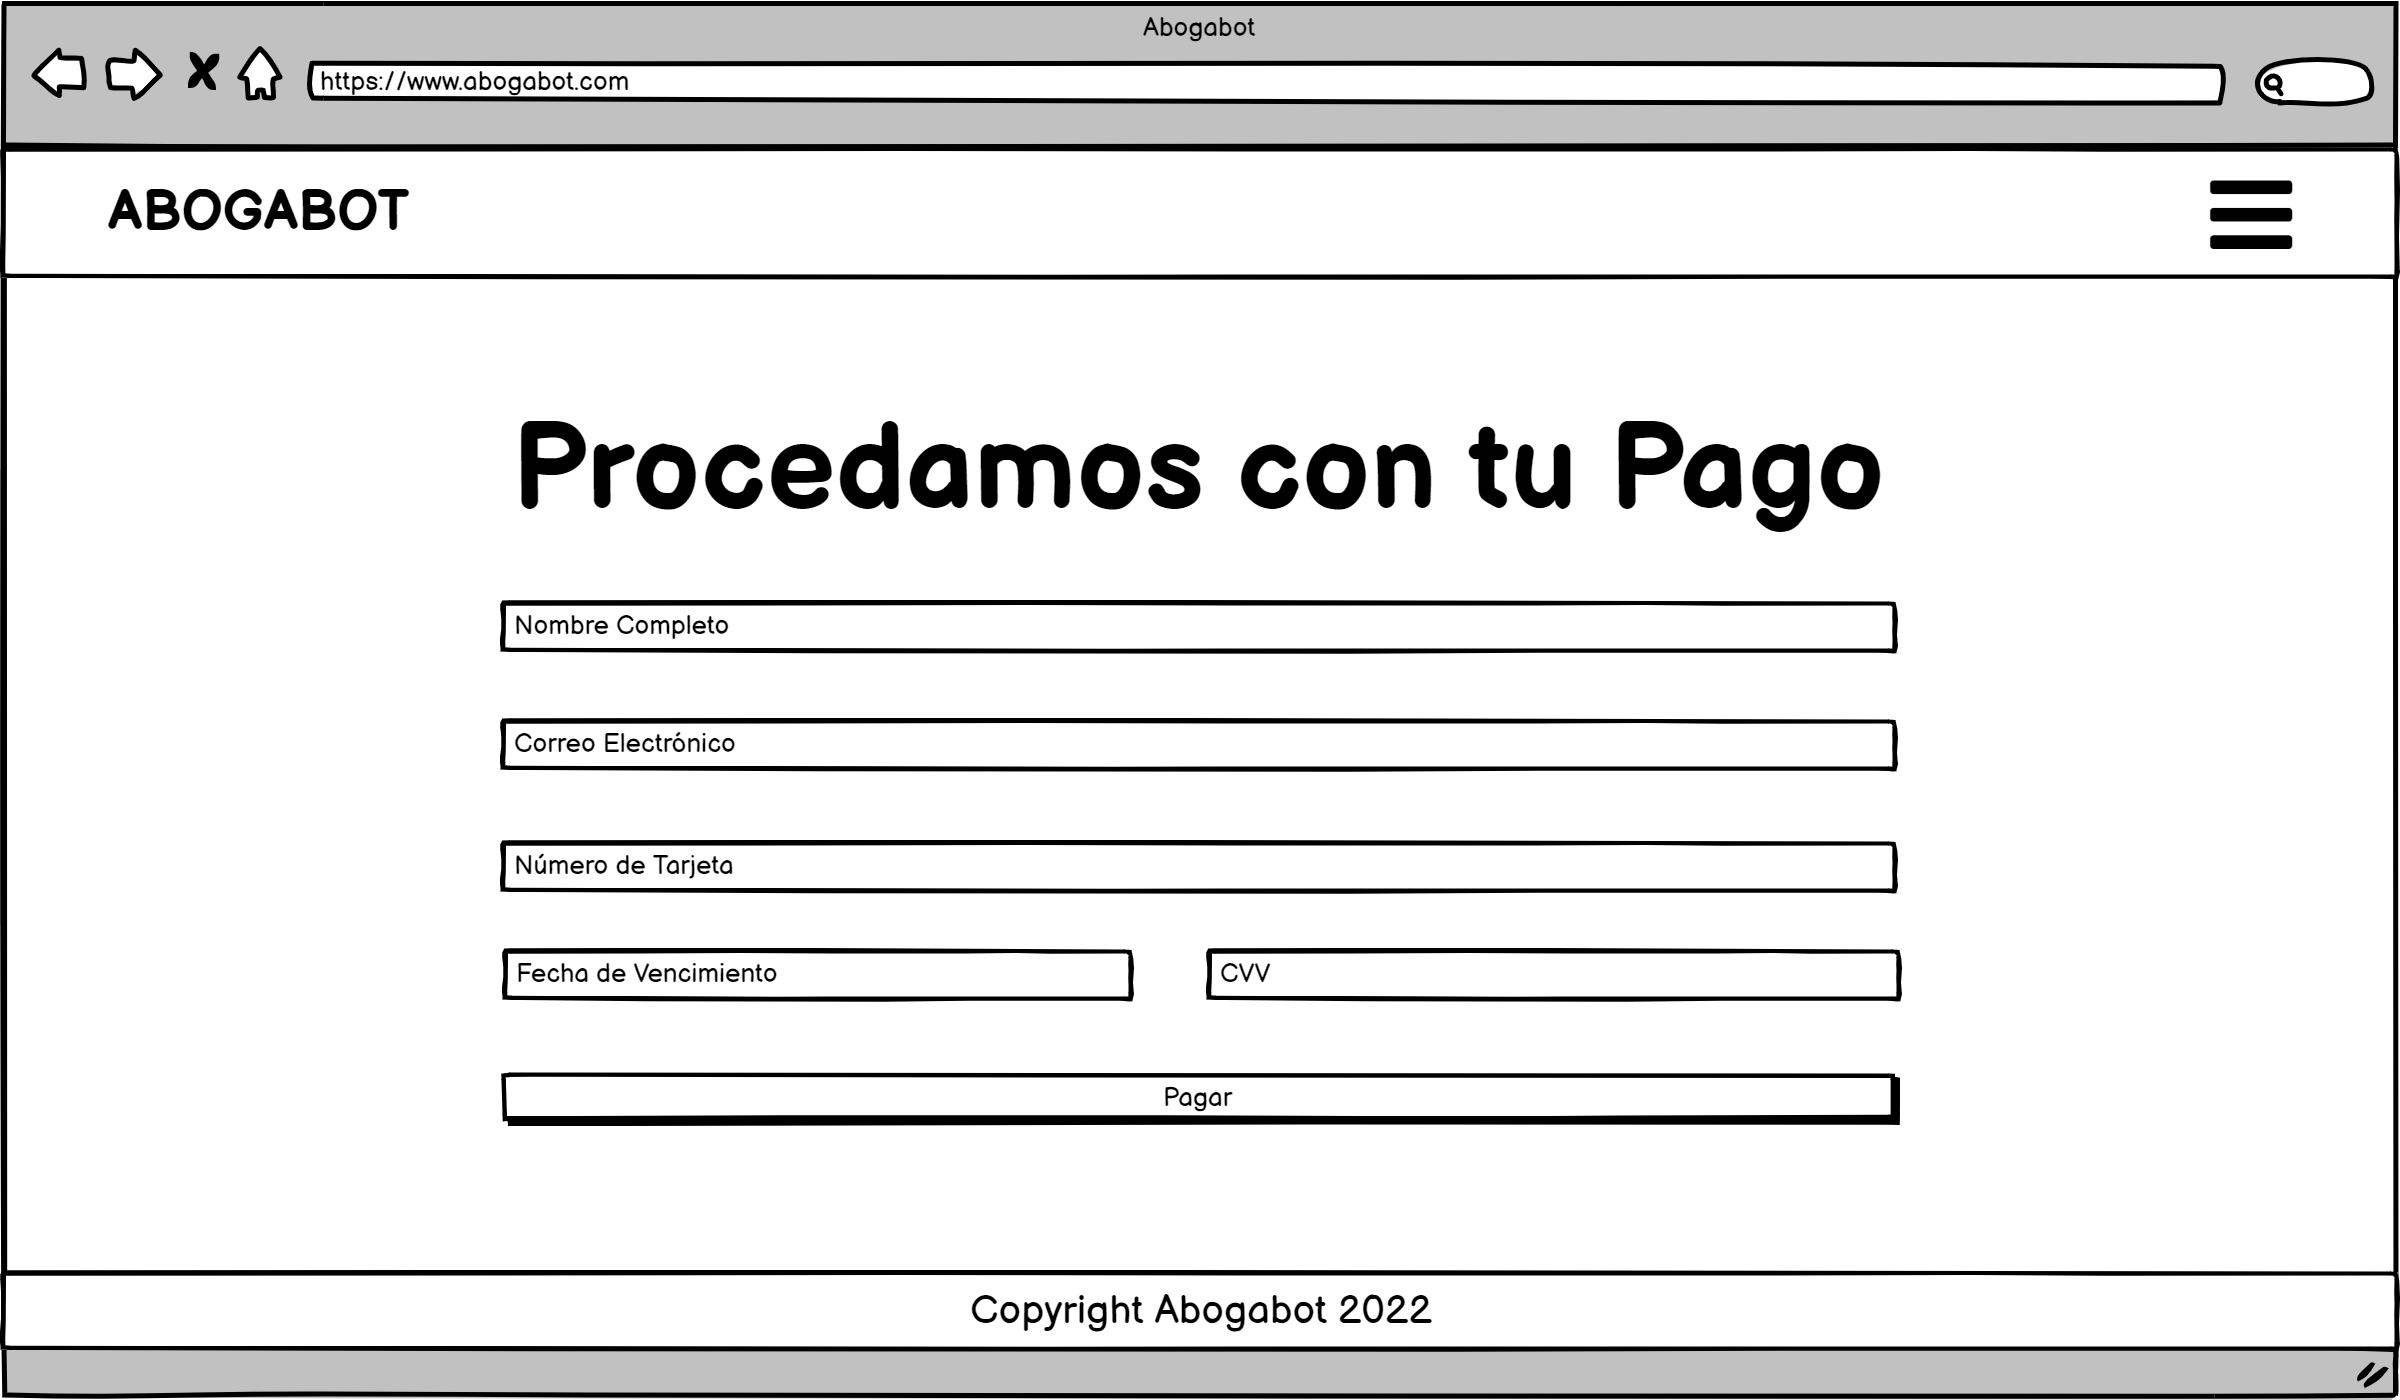 Abogabot
https://www.abogabot.com
ABOGABOT
Procedamos con tu Pago
Nombre Completo
Correo Electrónico
Número de Tarjeta
Fecha de Vencimiento
CVV
Pagar
Copyright Abogabot 2022